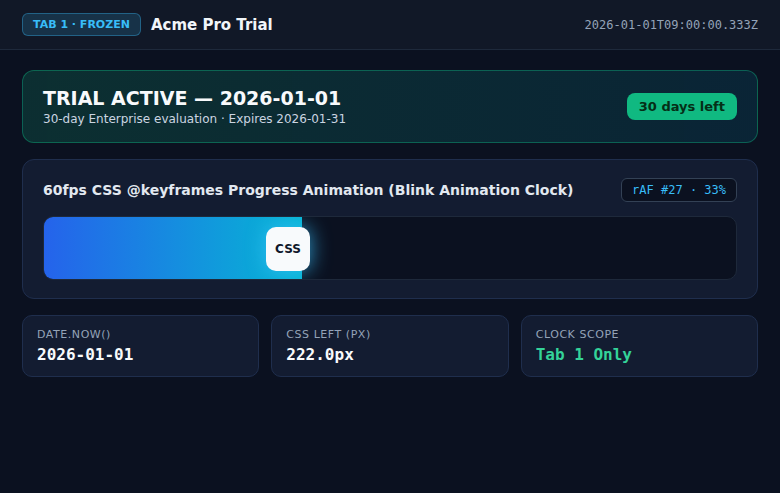 TAB 1 · FROZEN Acme Pro Trial 2026-01-01T09:00:00.333Z
TRIAL ACTIVE — 2026-01-01
30-day Enterprise evaluation · Expires 2026-01-31
30 days left
60fps CSS @keyframes Progress Animation (Blink Animation Clock)
rAF #27 · 33%
CSS
DATE.NOW()
2026-01-01
CSS LEFT (PX)
222.0px
CLOCK SCOPE
Tab 1 Only